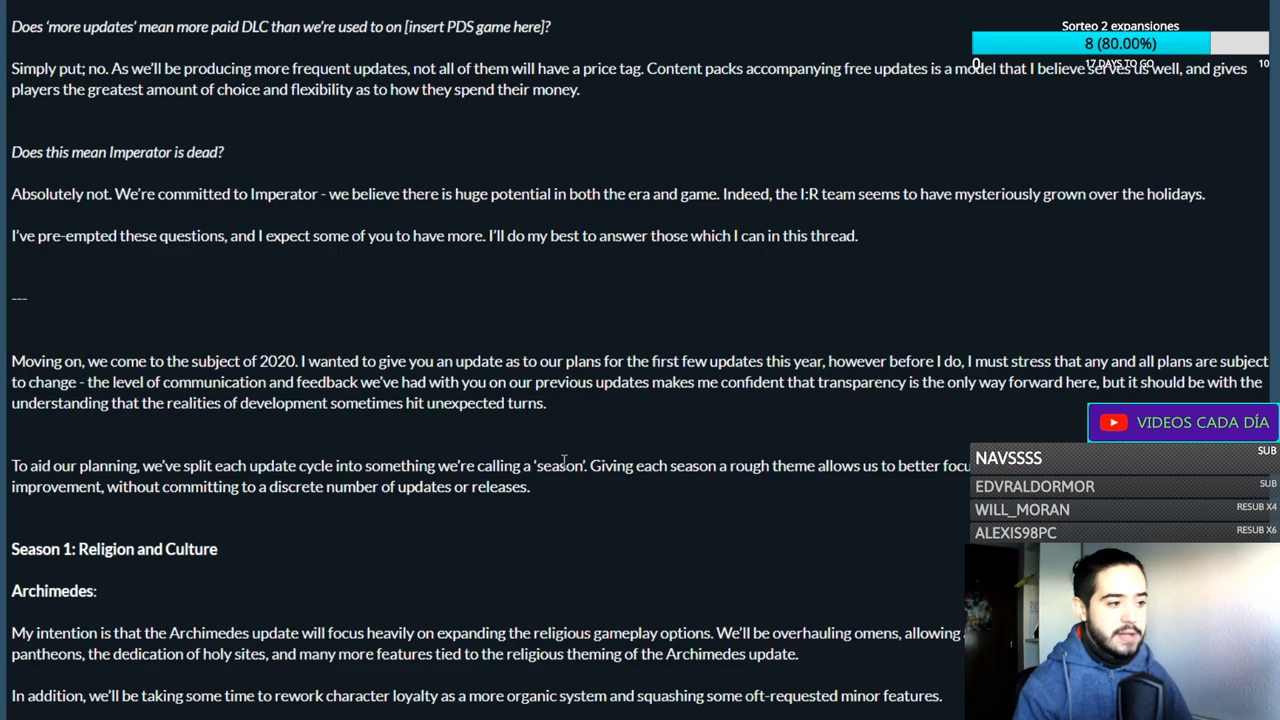 Does ‘more updates’ mean more paid DLC than we’re used to on [insert PDS game here]?
Sorteo 2 expansiones
8 (80.00%)
0
17 DAYS TO GO
10
Simply put; no. As we’ll be producing more frequent updates, not all of them will have a price tag. Content packs accompanying free updates is a model that I believe serves us well, and gives
players the greatest amount of choice and flexibility as to how they spend their money.
Does this mean Imperator is dead?
Absolutely not. We’re committed to Imperator - we believe there is huge potential in both the era and game. Indeed, the I:R team seems to have mysteriously grown over the holidays.
I’ve pre-empted these questions, and I expect some of you to have more. I’ll do my best to answer those which I can in this thread.
---
Moving on, we come to the subject of 2020. I wanted to give you an update as to our plans for the first few updates this year, however before I do, I must stress that any and all plans are subject
to change - the level of communication and feedback we’ve had with you on our previous updates makes me confident that transparency is the only way forward here, but it should be with the
understanding that the realities of development sometimes hit unexpected turns.
VIDEOS CADA DÍA
To aid our planning, we’ve split each update cycle into something we’re calling a ‘season’. Giving each season a rough theme allows us to better focu
improvement, without committing to a discrete number of updates or releases.
NAVSSSS SUB
EDVRALDORMOR SUB
WILL_MORAN RESUB X4
ALEXIS98PC RESUB X6
Season 1: Religion and Culture
Archimedes:
My intention is that the Archimedes update will focus heavily on expanding the religious gameplay options. We’ll be overhauling omens, allowing
pantheons, the dedication of holy sites, and many more features tied to the religious theming of the Archimedes update.
In addition, we’ll be taking some time to rework character loyalty as a more organic system and squashing some oft-requested minor features.